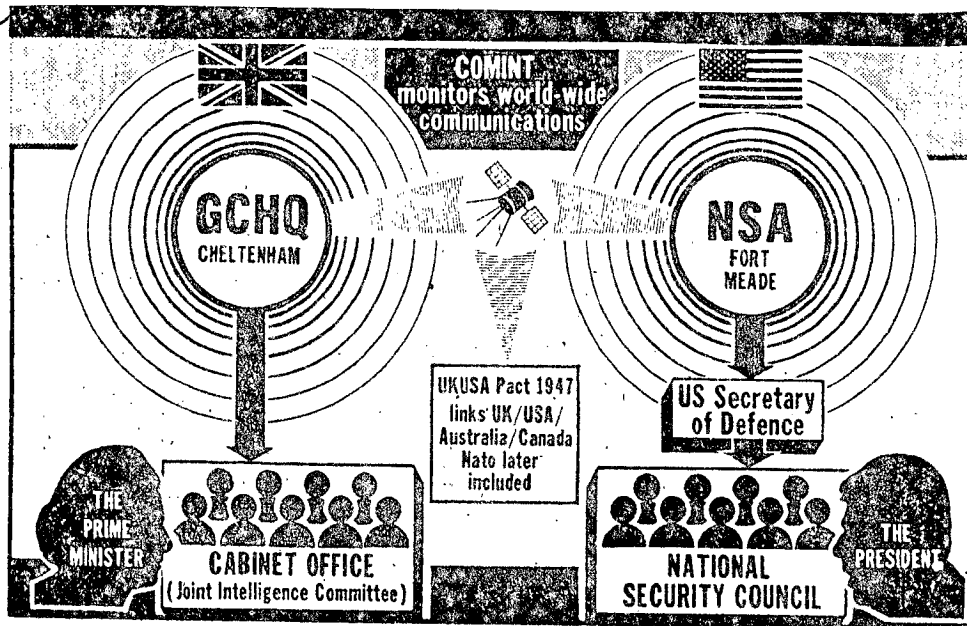 COMINT
monitors world-wide
communications
GCHQ
CHELTENHAM
NSA
FORT
MEADE
UKUSA Pact 1947
links UK/USA/
Australia/Canada
Nato later
included
US Secretary
of Defence
THE
PRIME
MINISTER
CABINET OFFICE
(Joint Intelligence Committee)
NATIONAL
SECURITY COUNCIL
THE
PRESIDENT